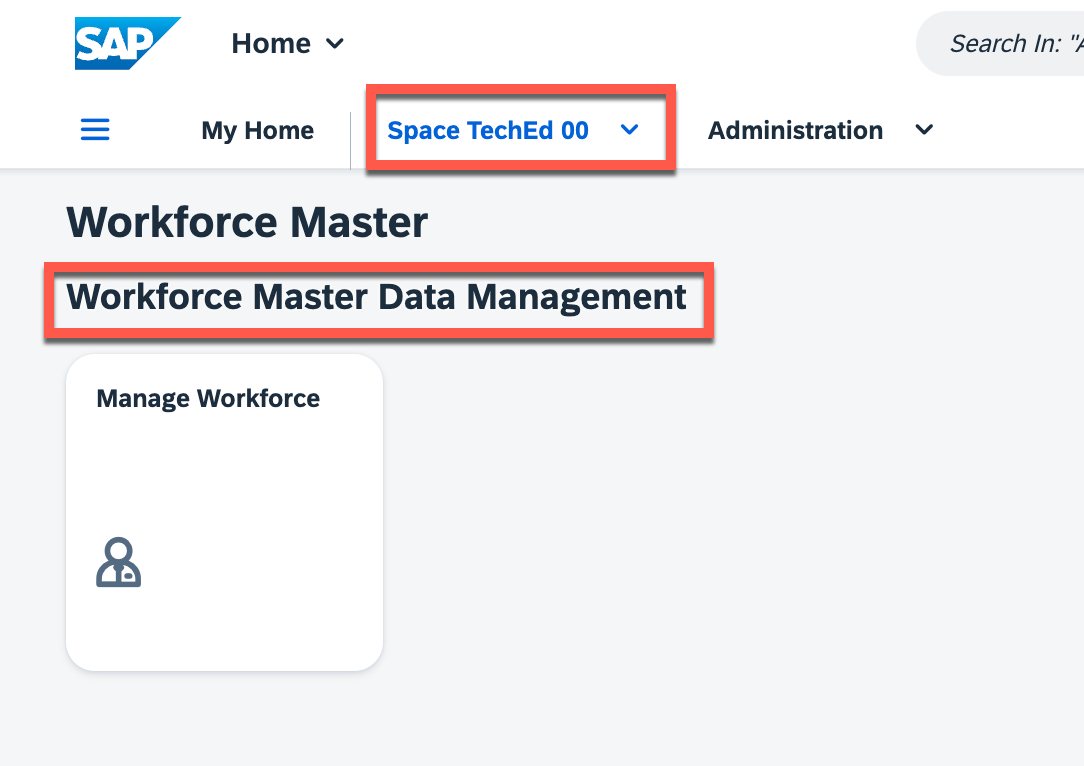 SAP
Home
Search In: "A
My Home
Space TechEd 00
Administration
Workforce Master
Workforce Master Data Management
Manage Workforce